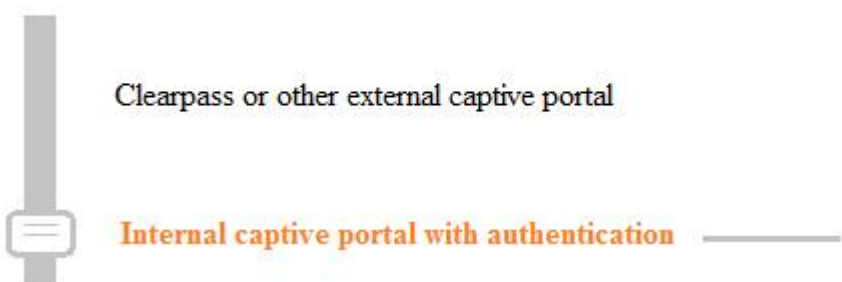 Clearpass or other external captive portal
Internal captive portal with authentication